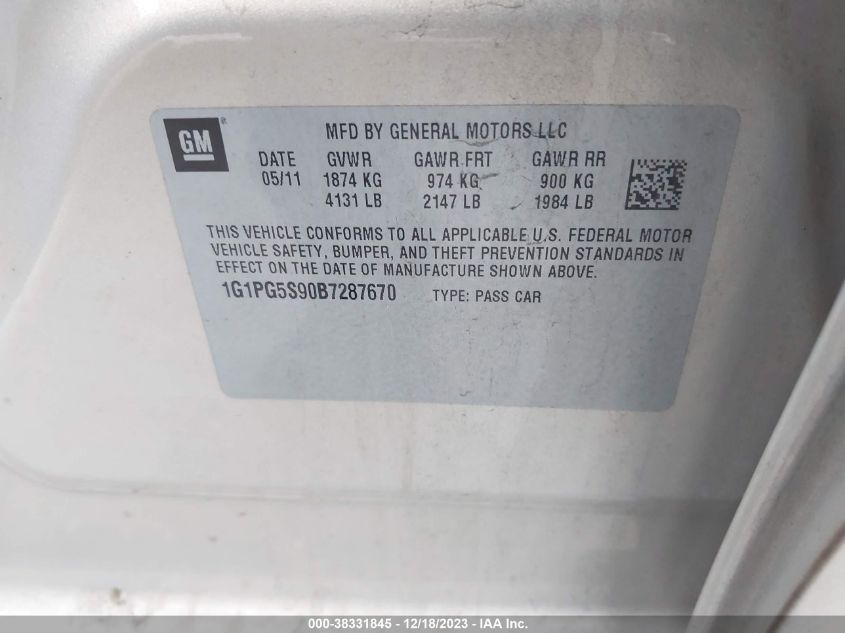 GM®
MFD BY GENERAL MOTORS LLC
DATE GVWR GAWR FRT GAWR RR
05/11 1874 KG 974 KG 900 KG
4131 LB 2147 LB 1984 LB
THIS VEHICLE CONFORMS TO ALL APPLICABLE U.S. FEDERAL MOTOR
VEHICLE SAFETY, BUMPER, AND THEFT PREVENTION STANDARDS IN
EFFECT ON THE DATE OF MANUFACTURE SHOWN ABOVE.
1G1PG5S90B7287670 TYPE: PASS CAR
000-38331845 - 12/18/2023 - IAA Inc.